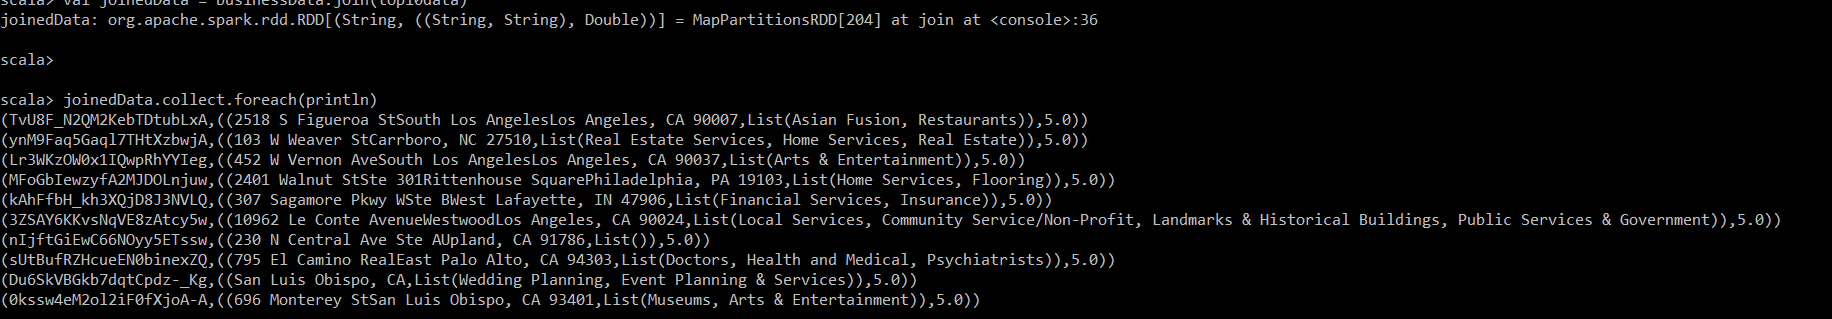 scala> val joinedData = businessData.join(top10data)
joinedData: org.apache.spark.rdd.RDD[(String, ((String, String), Double))] = MapPartitionsRDD[204] at join at <console>:36
scala>
scala> joinedData.collect.foreach(println)
(TvU8F_N2QM2KebTDtubLxA,((2518 S Figueroa StSouth Los AngelesLos Angeles, CA 90007,List(Asian Fusion, Restaurants)),5.0))
(ynM9Faq5Gaql7THtXzbwjA,((103 W Weaver StCarrboro, NC 27510,List(Real Estate Services, Home Services, Real Estate)),5.0))
(Lr3WKzOW0x1IQwpRhYYIeg,((452 W Vernon AveSouth Los AngelesLos Angeles, CA 90037,List(Arts & Entertainment)),5.0))
(MFoGbIewzyfA2MJDOLnjuw,((2401 Walnut StSte 301Rittenhouse SquarePhiladelphia, PA 19103,List(Home Services, Flooring)),5.0))
(kAhFfbH_kh3XQjD8J3NVLQ,((307 Sagamore Pkwy WSte BWest Lafayette, IN 47906,List(Financial Services, Insurance)),5.0))
(3ZSAY6KKvsNqVE8zAtcy5w,((10962 Le Conte AvenueWestwoodLos Angeles, CA 90024,List(Local Services, Community Service/Non-Profit, Landmarks & Historical Buildings, Public Services & Government)),5.0))
(nIjftGiEwC66NOyy5ETssw,((230 N Central Ave Ste AUpland, CA 91786,List()),5.0))
(sUtBufRZHcueEN0binexZQ,((795 El Camino RealEast Palo Alto, CA 94303,List(Doctors, Health and Medical, Psychiatrists)),5.0))
(Du6SkVBGkb7dqtCpdz-_Kg,((San Luis Obispo, CA,List(Wedding Planning, Event Planning & Services)),5.0))
(0kssw4eM2ol2iF0fXjoA-A,((696 Monterey StSan Luis Obispo, CA 93401,List(Museums, Arts & Entertainment)),5.0))